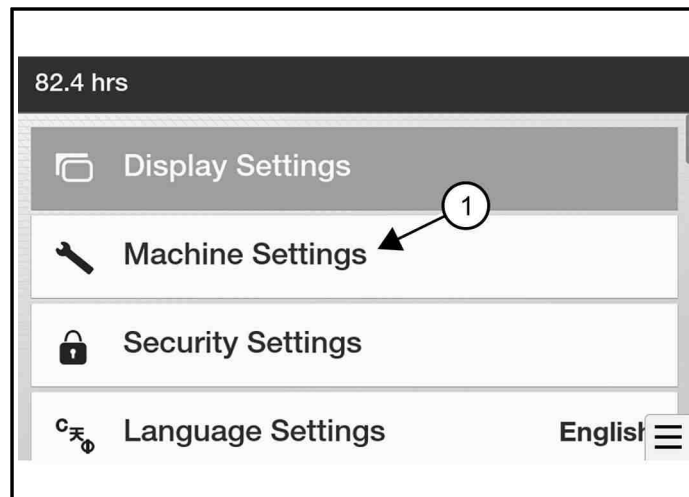 82.4 hrs
Display Settings
1
Machine Settings
Security Settings
Language Settings English